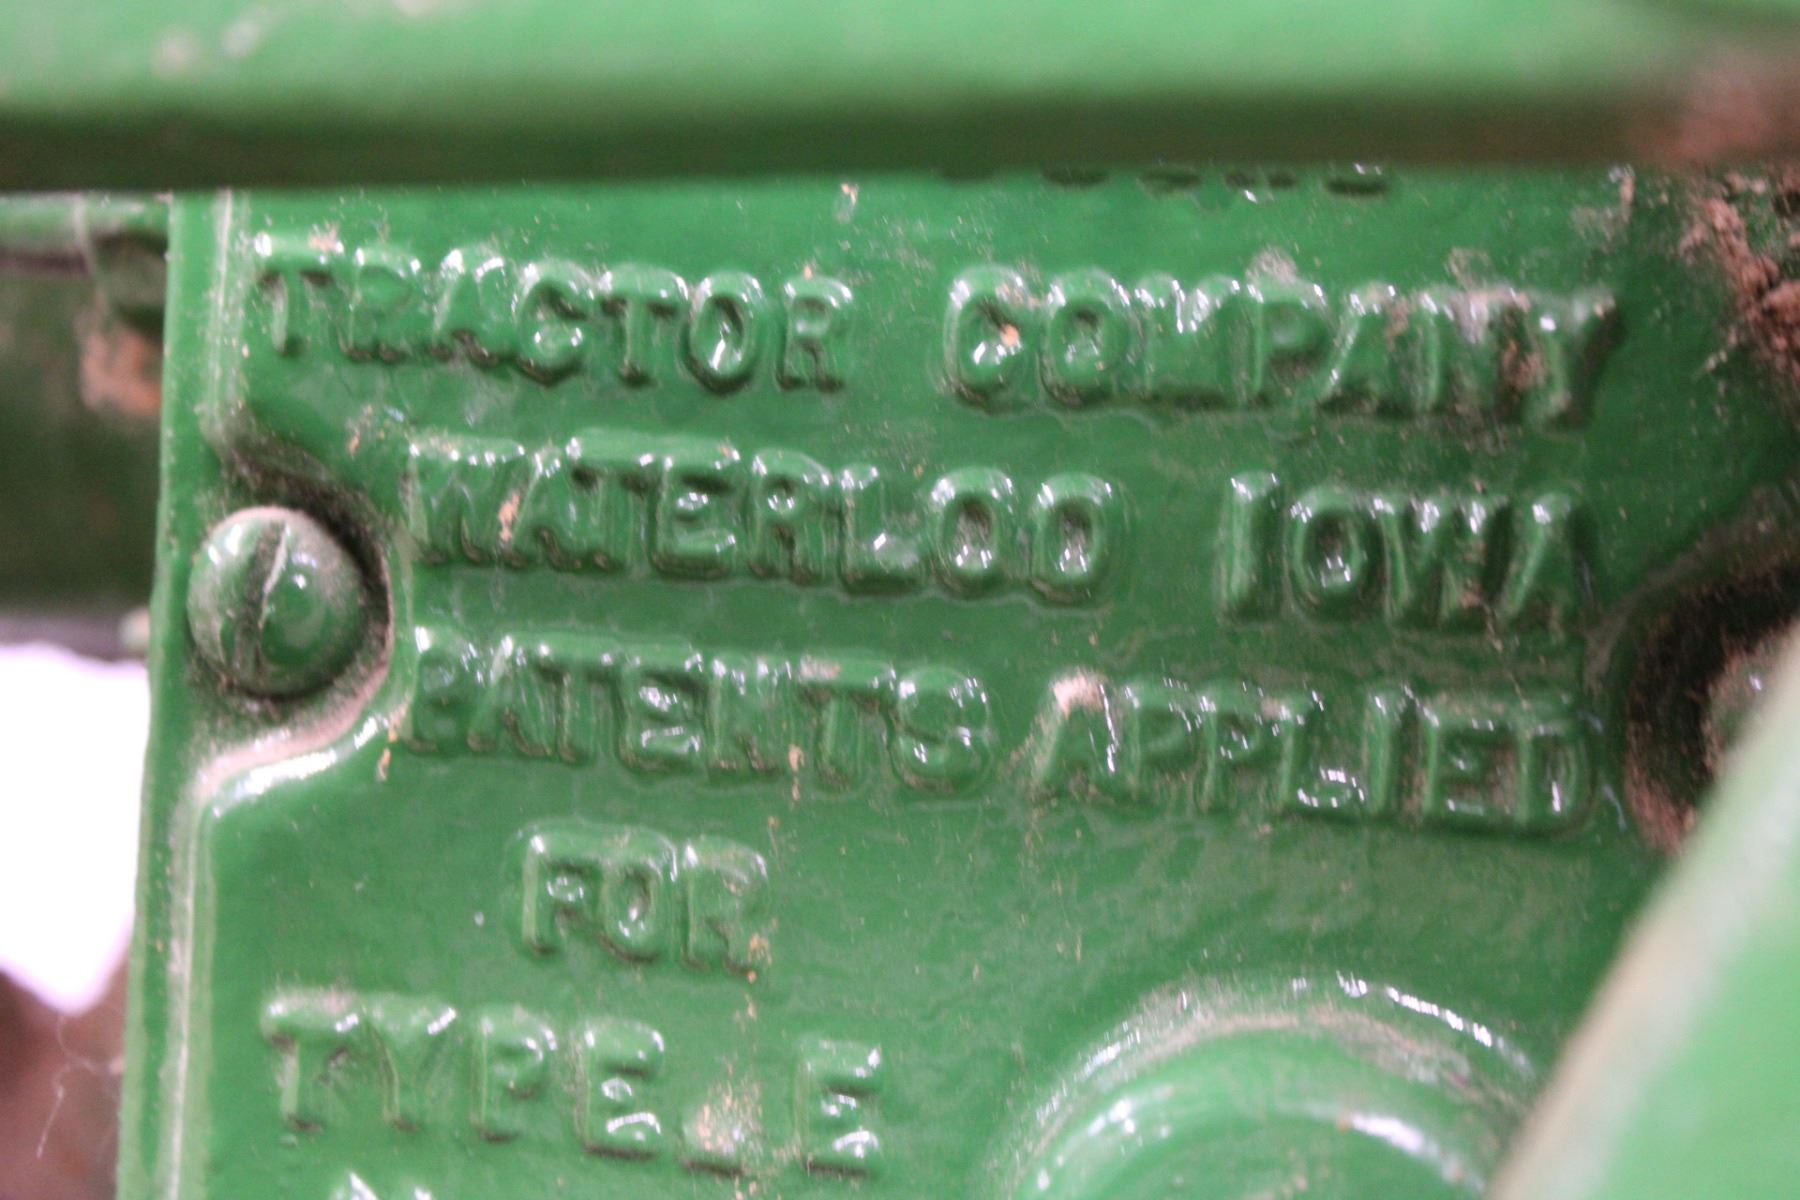 TRACTOR COMPANY
WATERLOO IOWA
PATENTS APPLIED
FOR
TYPE E